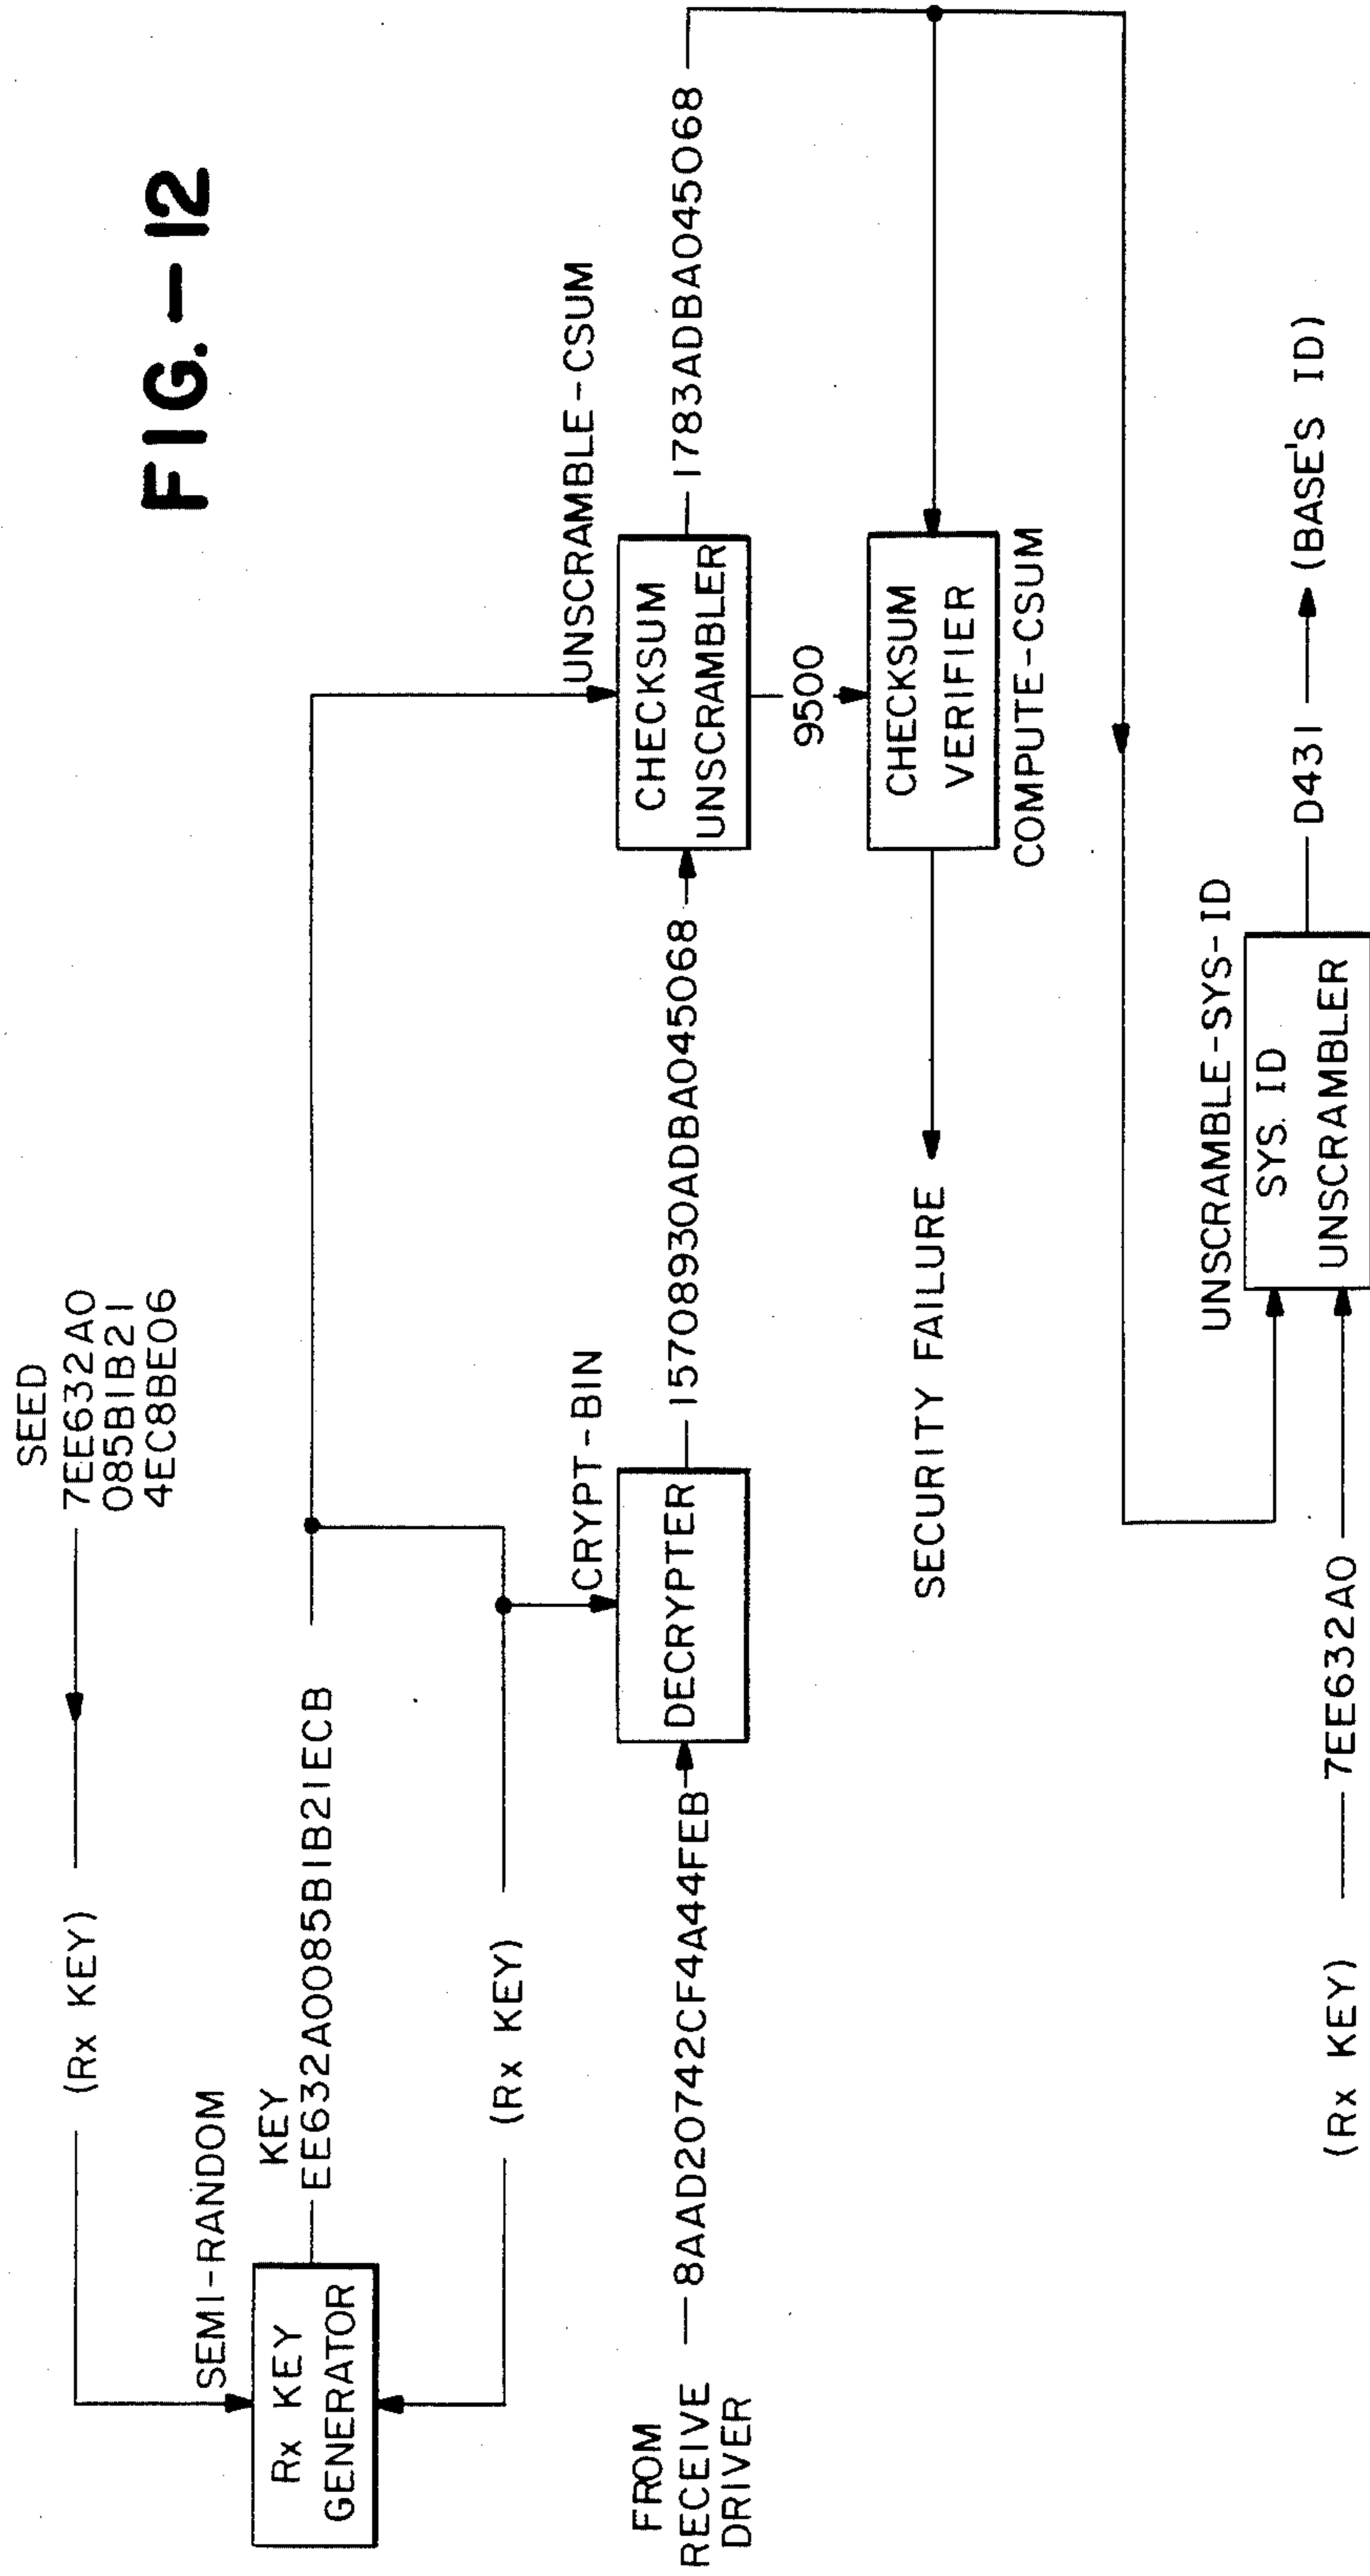 FIG.-12
SEED
7EE632A0
085B1B21
4EC8BE06
(Rx KEY)
SEMI-RANDOM
Rx KEY
GENERATOR
KEY
EE632A0085B1B21ECB
(Rx KEY)
FROM
RECEIVE
DRIVER
8AAD20742CF4A44FEB
CRYPT-BIN
DECRYPTER
15708930ADBA045068
UNSCRAMBLE-CSUM
CHECKSUM
UNSCRAMBLER
1783ADBA045068
9500
CHECKSUM
VERIFIER
COMPUTE-CSUM
SECURITY FAILURE
UNSCRAMBLE-SYS-ID
SYS. ID
UNSCRAMBLER
(Rx KEY)
7EE632A0
D431
(BASE'S ID)